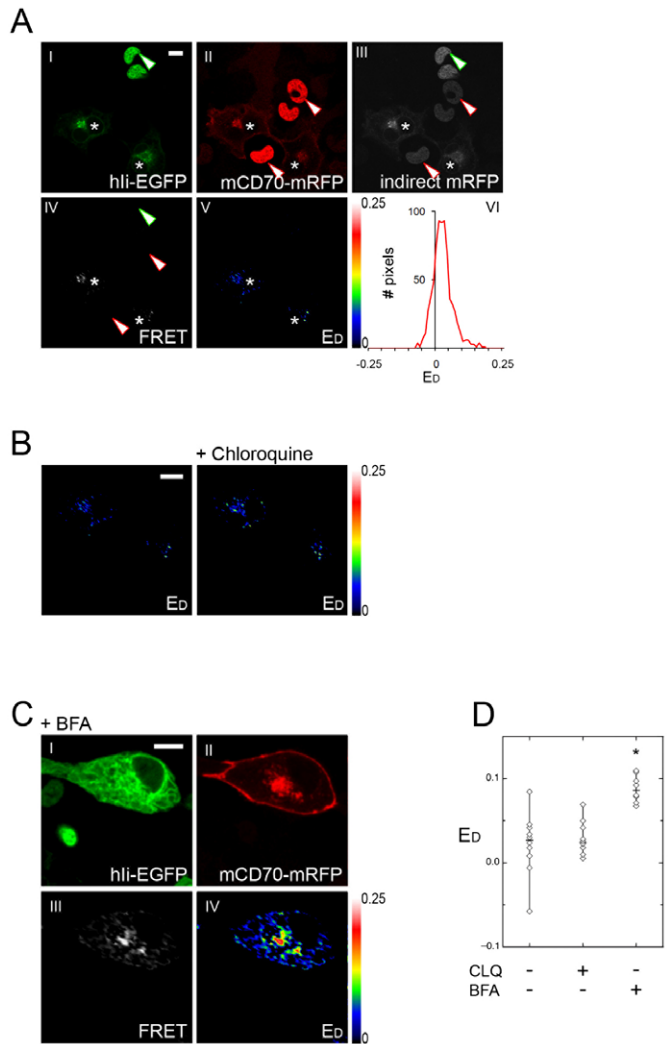 A
I
II
III
hIi-EGFP
mCD70-mRFP
indirect mRFP
IV
V
VI
* *
FRET
ED
0.25
0
# pixels
100
50
-0.25 0 0.25
ED
B
+ Chloroquine
ED
ED
0.25
0
C
+ BFA
I
II
hIi-EGFP
mCD70-mRFP
III
IV
FRET
ED
0.25
0
D
*
ED
0.1
0.0
−0.1
CLQ - + -
BFA - - +